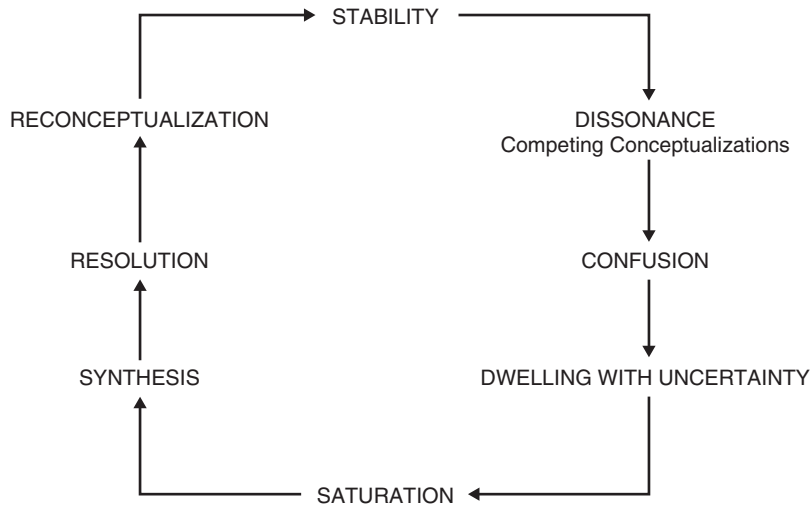 STABILITY
DISSONANCE
Competing Conceptualizations
CONFUSION
DWELLING WITH UNCERTAINTY
SATURATION
SYNTHESIS
RESOLUTION
RECONCEPTUALIZATION